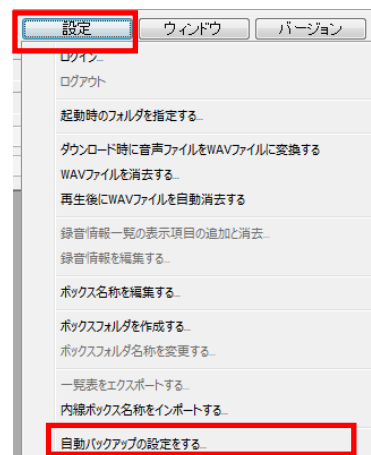 設定 ウィンドウ バージョン
ログイン...
ログアウト
起動時のフォルダを指定する...
ダウンロード時に音声ファイルをWAVファイルに変換する
WAVファイルを消去する...
再生後にWAVファイルを自動消去する
録音情報一覧の表示項目の追加と消去...
録音情報を編集する...
ボックス名称を編集する...
ボックスフォルダを作成する...
ボックスフォルダ名称を変更する...
一覧表をエクスポートする...
内線ボックス名称をインポートする...
自動バックアップの設定をする...